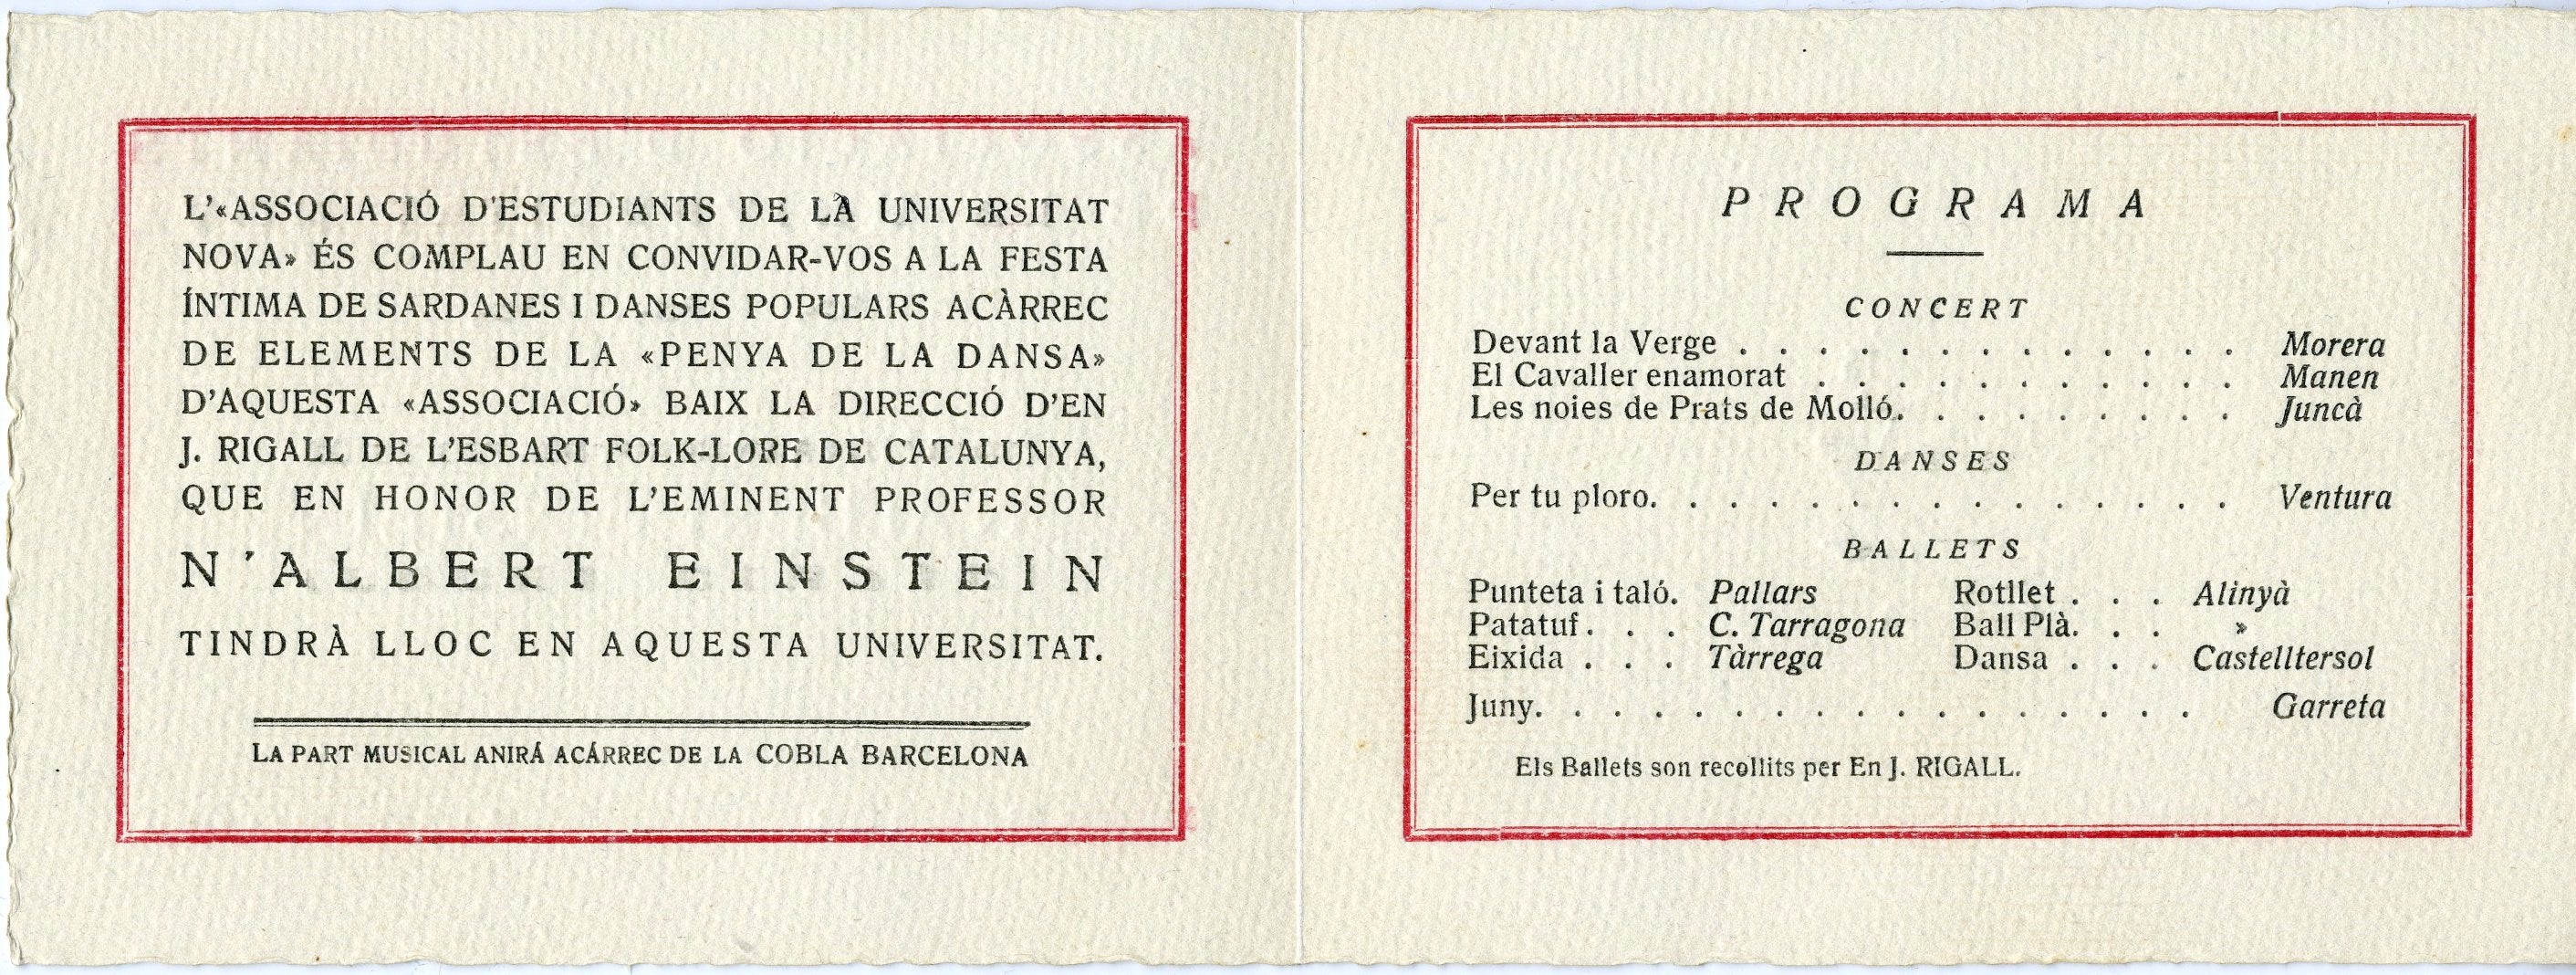 L'«ASSOCIACIÓ D'ESTUDIANTS DE LA UNIVERSITAT
NOVA» ÉS COMPLAU EN CONVIDAR-VOS A LA FESTA
ÍNTIMA DE SARDANES I DANSES POPULARS ACÀRREC
DE ELEMENTS DE LA «PENYA DE LA DANSA»
D'AQUESTA «ASSOCIACIÓ» BAIX LA DIRECCIÓ D'EN
J. RIGALL DE L'ESBART FOLK-LORE DE CATALUNYA,
QUE EN HONOR DE L'EMINENT PROFESSOR
N'ALBERT EINSTEIN
TINDRÀ LLOC EN AQUESTA UNIVERSITAT.
LA PART MUSICAL ANIRÁ ACÁRREC DE LA COBLA BARCELONA
PROGRAMA
CONCERT
Devant la Verge . . . . . . . . . . . . . Morera
El Cavaller enamorat . . . . . . . . . . . Manen
Les noies de Prats de Molló. . . . . . . . . Juncà
DANSES
Per tu ploro. . . . . . . . . . . . . . . Ventura
BALLETS
Punteta i taló. Pallars Rotllet . . . Alinyà
Patatuf. . . C. Tarragona Ball Plà. . . »
Eixida . . . Tàrrega Dansa . . . Castelltersol
Juny. . . . . . . . . . . . . . . . . Garreta
Els Ballets son recollits per En J. RIGALL.